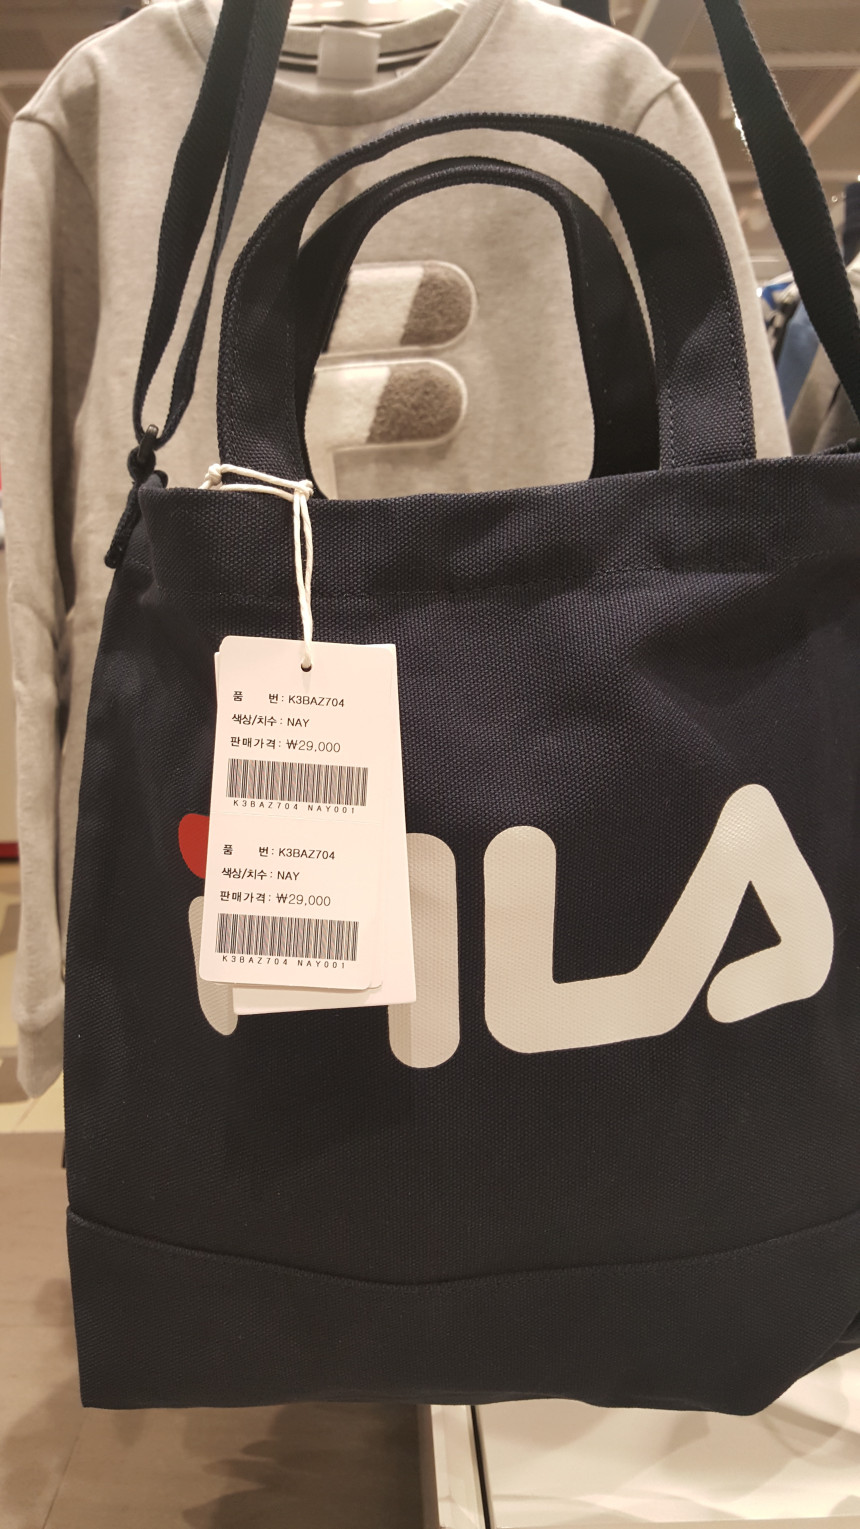 품 번 : K3BAZ704
색상/치수 : NAY
판매가격 : ₩29,000
K3BAZ704 NAY001
품 번 : K3BAZ704
색상/치수 : NAY
판매가격 : ₩29,000
K3BAZ704 NAY001
FILA